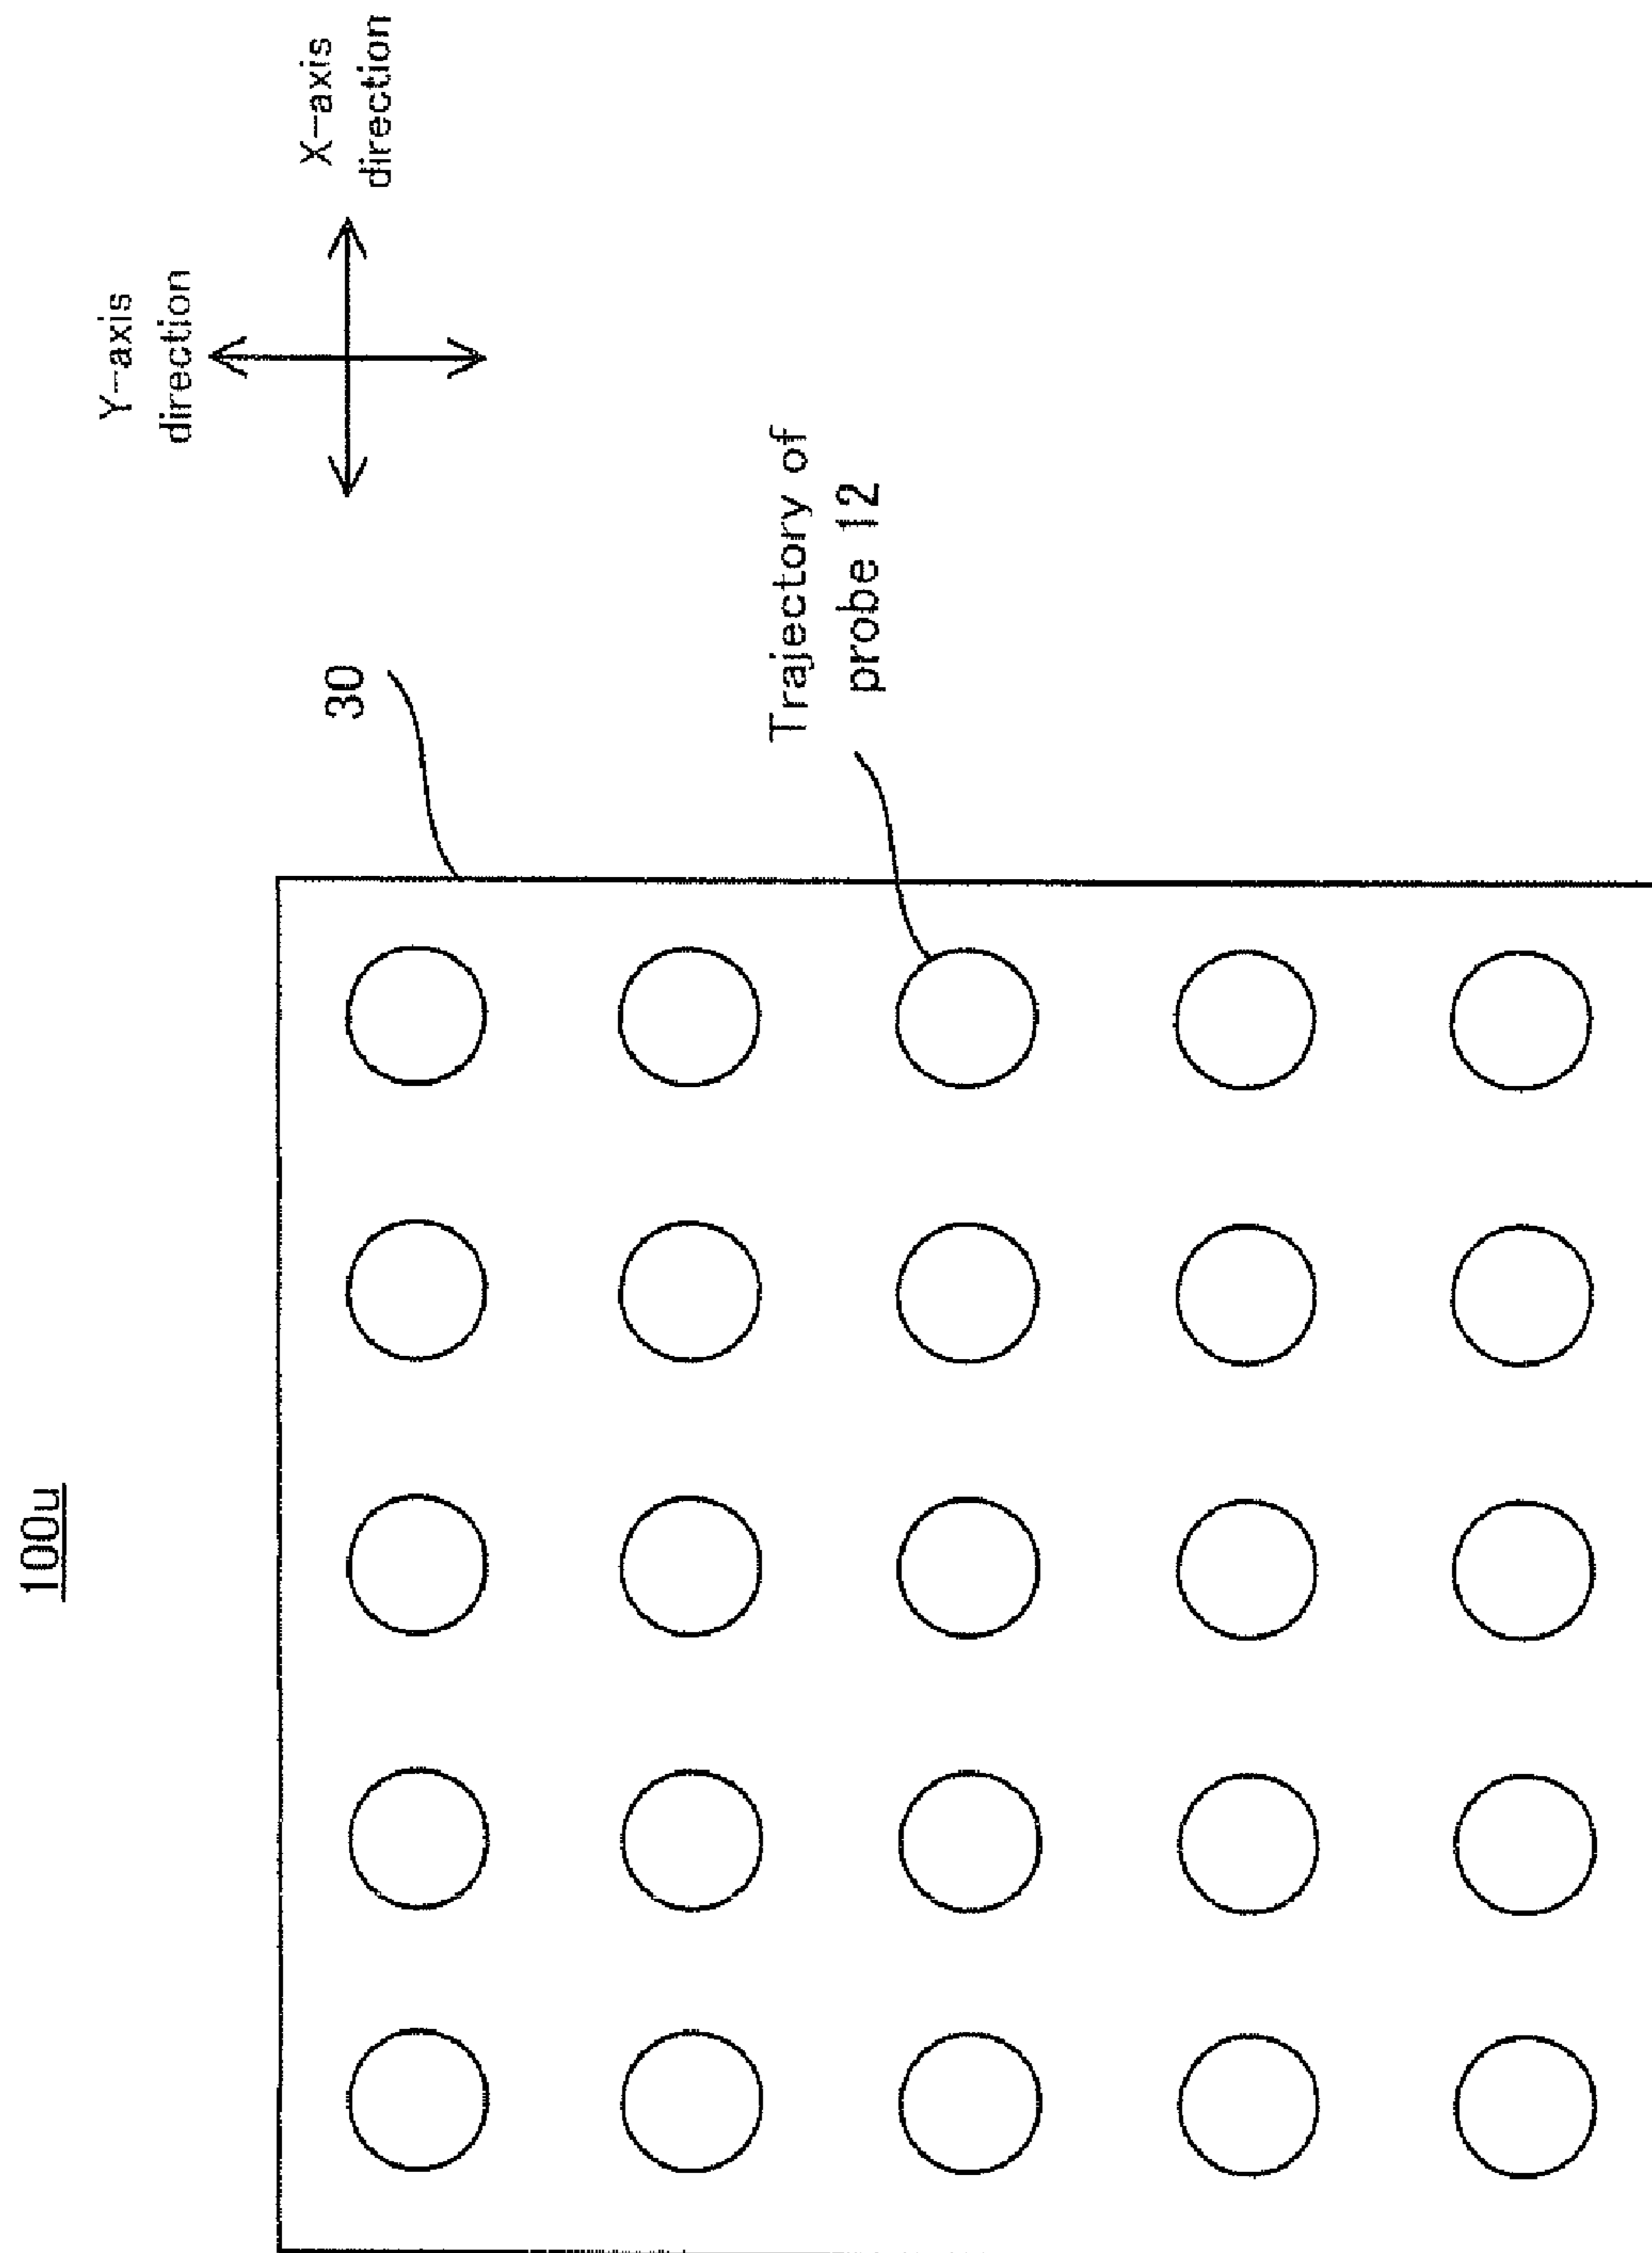 100u
Y-axis
direction
X-axis
direction
30
Trajectory of
probe 12